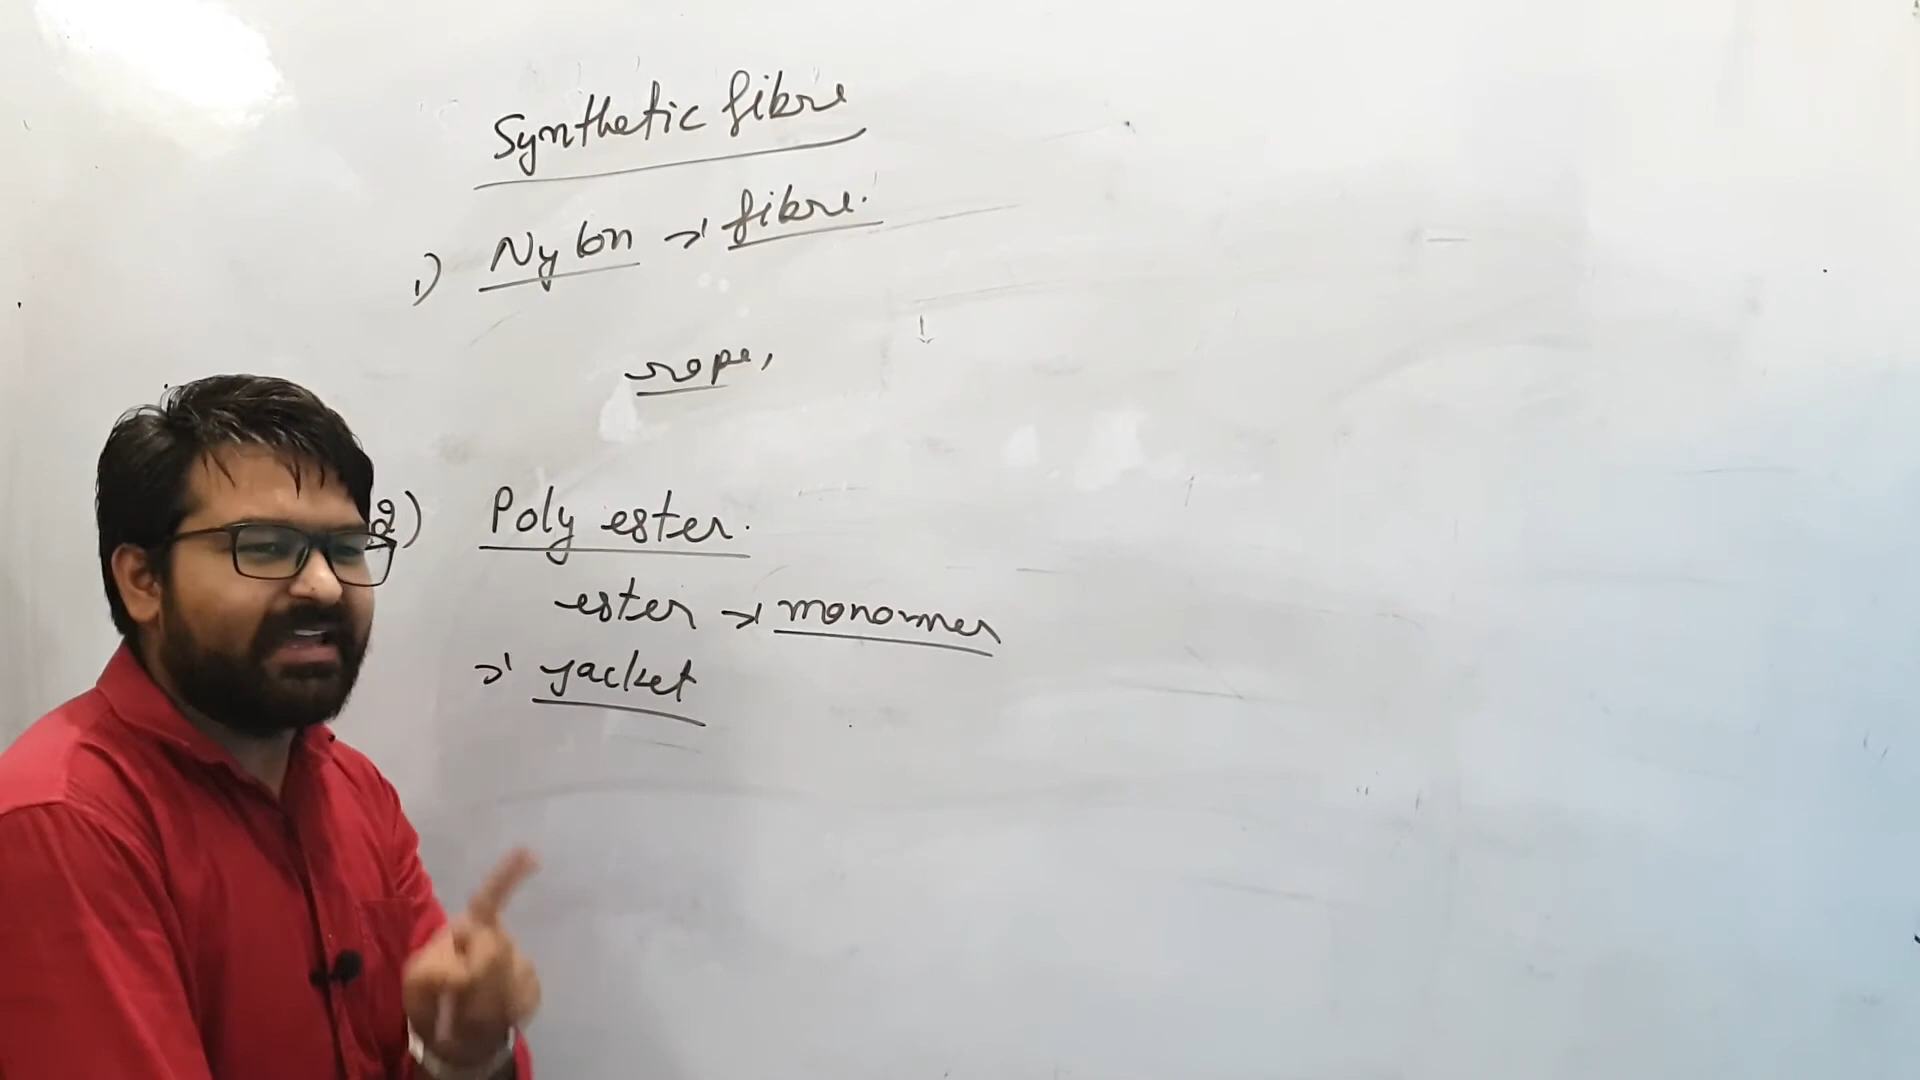 Synthetic fibre
1) Nylon → fibre.
rope,
2) Poly ester.
ester → monomer
→ Jacket